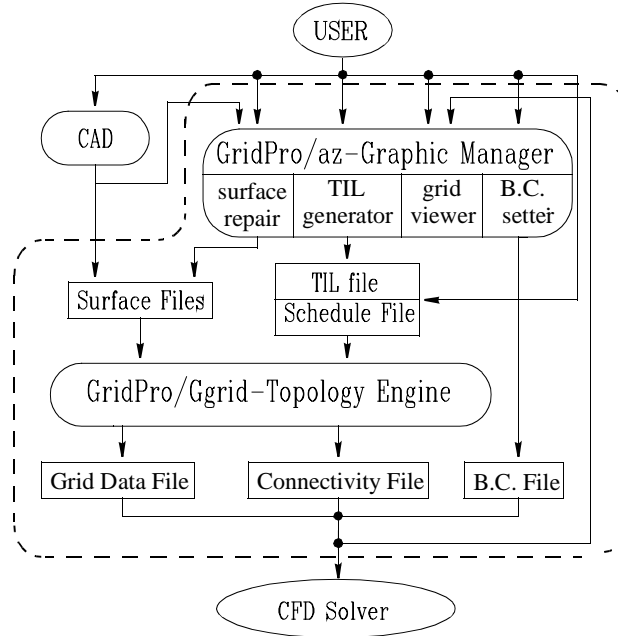 USER
CAD
GridPro/az-Graphic Manager
surface
repair
TIL
generator
grid
viewer
B.C.
setter
Surface Files
TIL file
Schedule File
GridPro/Ggrid-Topology Engine
Grid Data File
Connectivity File
B.C. File
CFD Solver